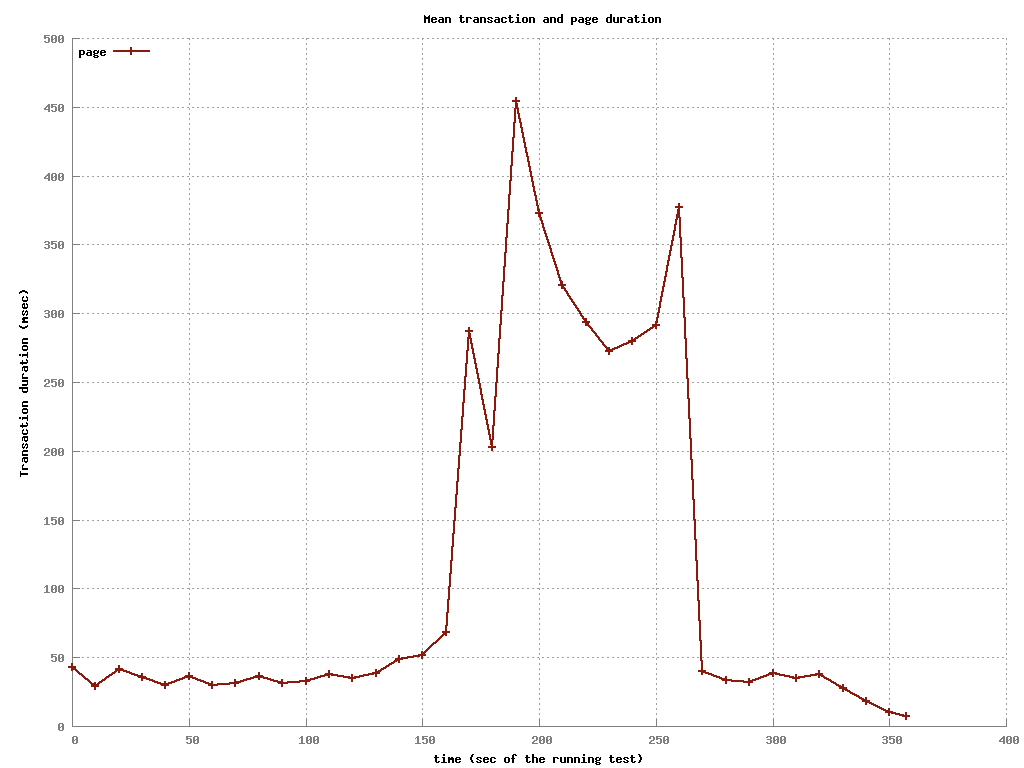 Mean transaction and page duration
500
page
450
400
350
300
250
200
150
100
50
0
Transaction duration (msec)
0 50 100 150 200 250 300 350 400
time (sec of the running test)